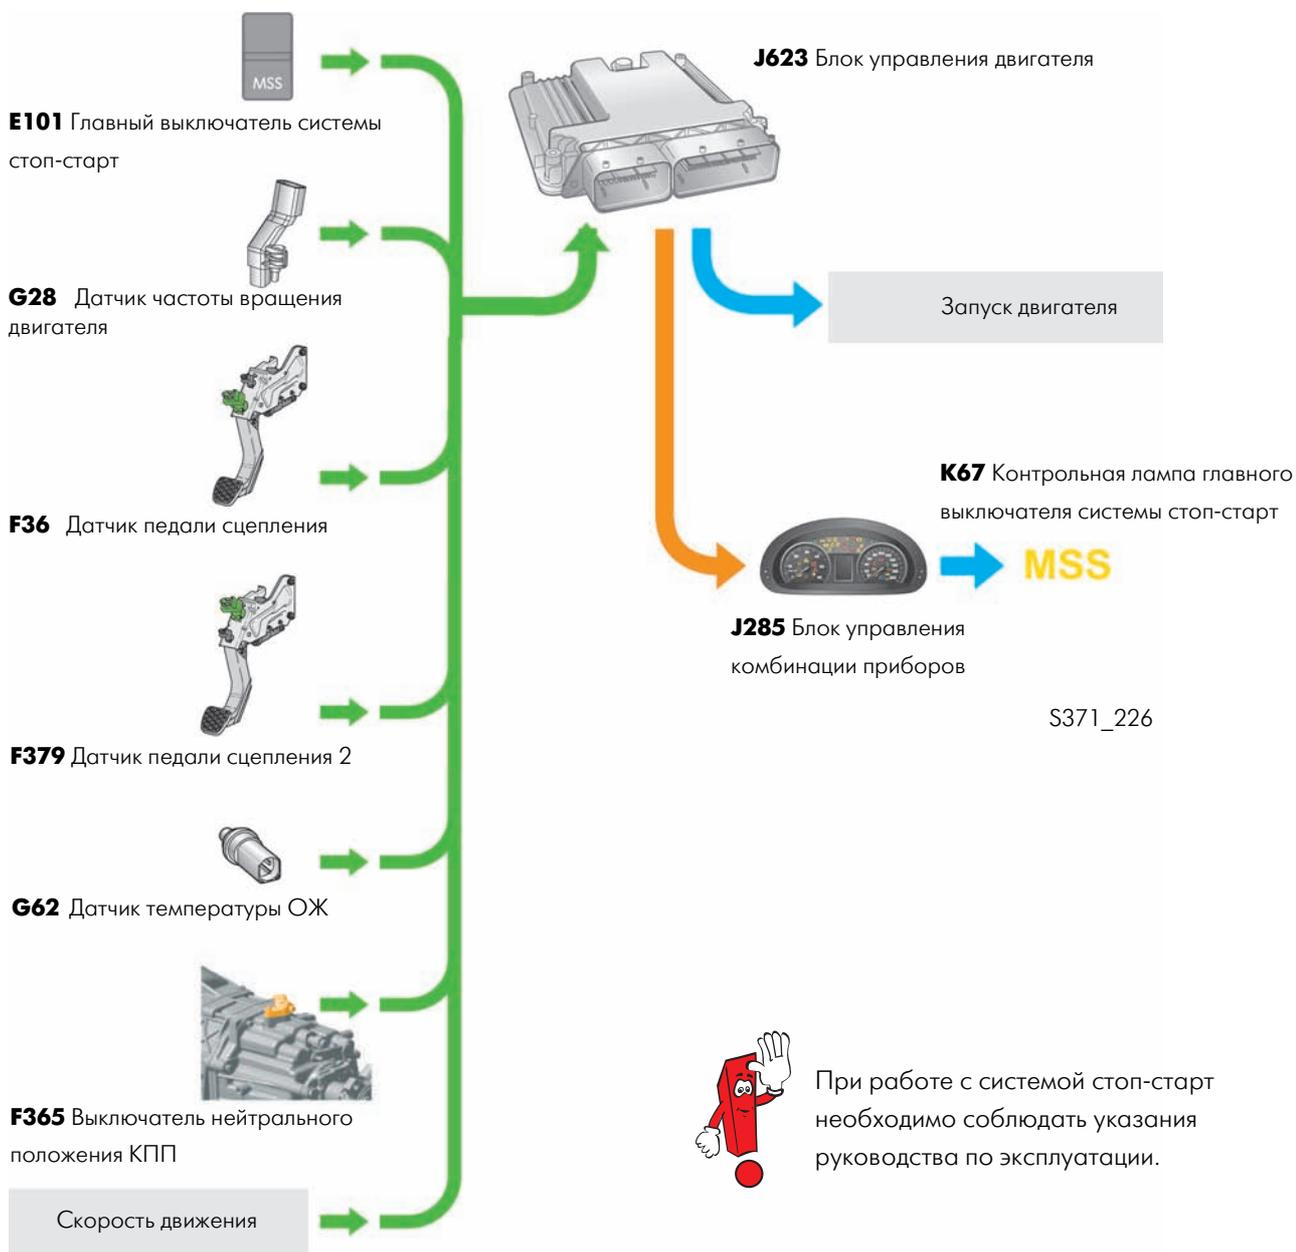 MSS
E101 Главный выключатель системы
стоп-старт
G28 Датчик частоты вращения
двигателя
F36 Датчик педали сцепления
F379 Датчик педали сцепления 2
G62 Датчик температуры ОЖ
F365 Выключатель нейтрального
положения КПП
Скорость движения
J623 Блок управления двигателя
Запуск двигателя
K67 Контрольная лампа главного
выключателя системы стоп-старт
MSS
J285 Блок управления
комбинации приборов
S371_226
При работе с системой стоп-старт
необходимо соблюдать указания
руководства по эксплуатации.